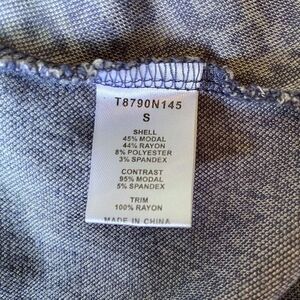 T8790N145
S
SHELL
45% MODAL
44% RAYON
8% POLYESTER
3% SPANDEX
CONTRAST
95% MODAL
5% SPANDEX
TRIM
100% RAYON
MADE IN CHINA